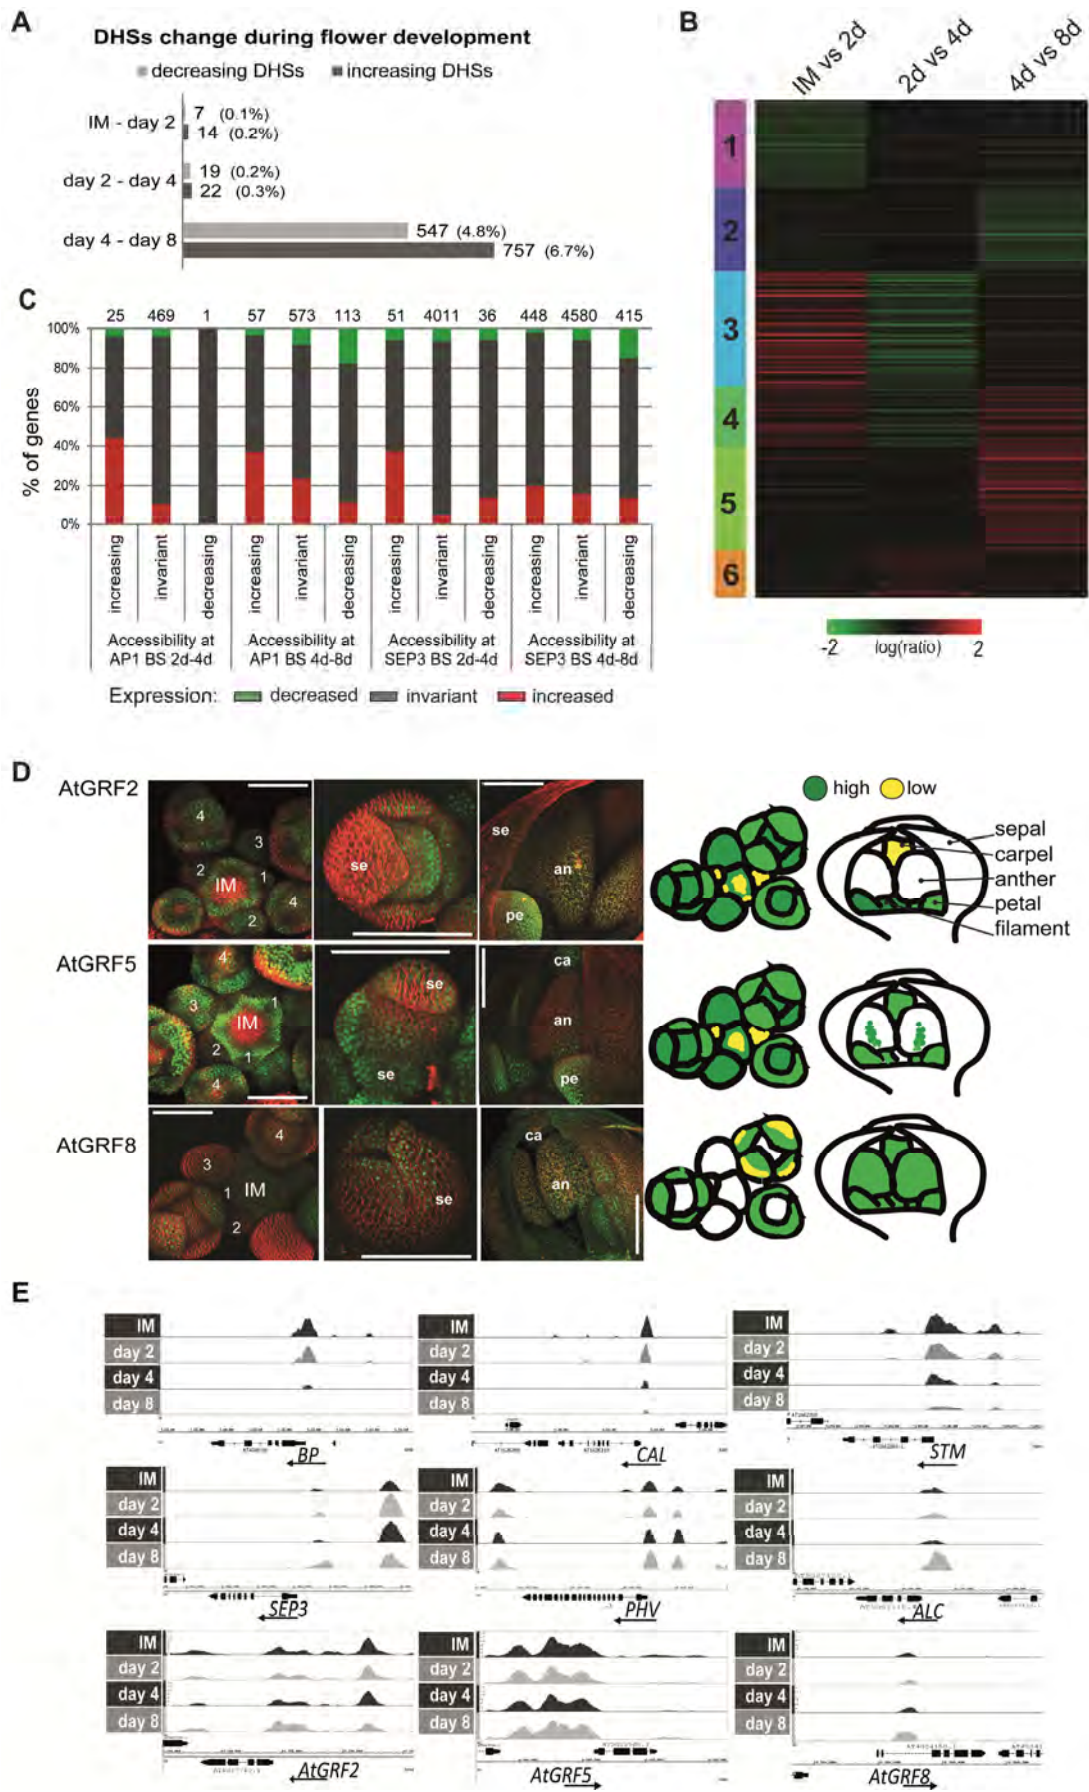 A
DHSs change during flower development
decreasing DHSs increasing DHSs
IM - day 2
7 (0.1%)
14 (0.2%)
day 2 - day 4
19 (0.2%)
22 (0.3%)
day 4 - day 8
547 (4.8%)
757 (6.7%)
B
IM vs 2d
2d vs 4d
4d vs 8d
1
2
3
4
5
6
-2 log(ratio) 2
C
25 469 1 57 573 113 51 4011 36 448 4580 415
% of genes
100%
80%
60%
40%
20%
0%
increasing invariant decreasing increasing invariant decreasing increasing invariant decreasing increasing invariant decreasing
Accessibility at AP1 BS 2d-4d
Accessibility at AP1 BS 4d-8d
Accessibility at SEP3 BS 2d-4d
Accessibility at SEP3 BS 4d-8d
Expression: decreased invariant increased
D
high low
AtGRF2
4 3 2 1 IM 4 2
se
se an pe
sepal
carpel
anther
petal
filament
AtGRF5
4 3 1 IM 2 1 4
se se
ca an pe
AtGRF8
4 3 1 IM 2
se
ca an
E
IM
day 2
day 4
day 8
BP
IM
day 2
day 4
day 8
CAL
IM
day 2
day 4
day 8
STM
IM
day 2
day 4
day 8
SEP3
IM
day 2
day 4
day 8
PHV
IM
day 2
day 4
day 8
ALC
IM
day 2
day 4
day 8
AtGRF2
IM
day 2
day 4
day 8
AtGRF5
IM
day 2
day 4
day 8
AtGRF8